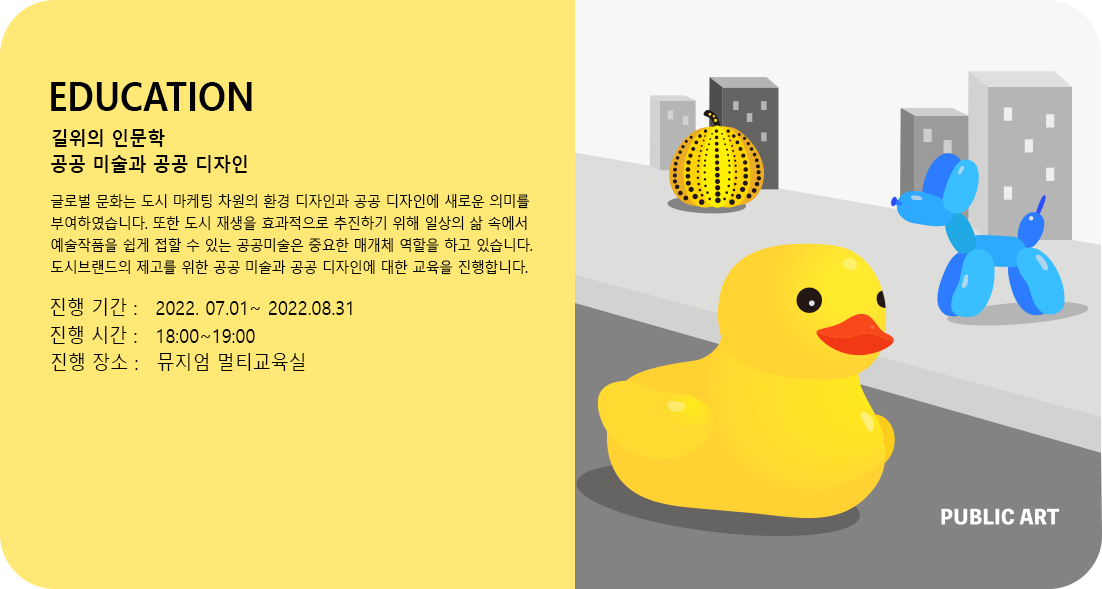 EDUCATION
길위의 인문학
공공 미술과 공공 디자인
글로벌 문화는 도시 마케팅 차원의 환경 디자인과 공공 디자인에 새로운 의미를
부여하였습니다. 또한 도시 재생을 효과적으로 추진하기 위해 일상의 삶 속에서
예술작품을 쉽게 접할 수 있는 공공미술은 중요한 매개체 역할을 하고 있습니다.
도시브랜드의 제고를 위한 공공 미술과 공공 디자인에 대한 교육을 진행합니다.
진행 기간 : 2022. 07.01~ 2022.08.31
진행 시간 : 18:00~19:00
진행 장소 : 뮤지엄 멀티교육실
PUBLIC ART